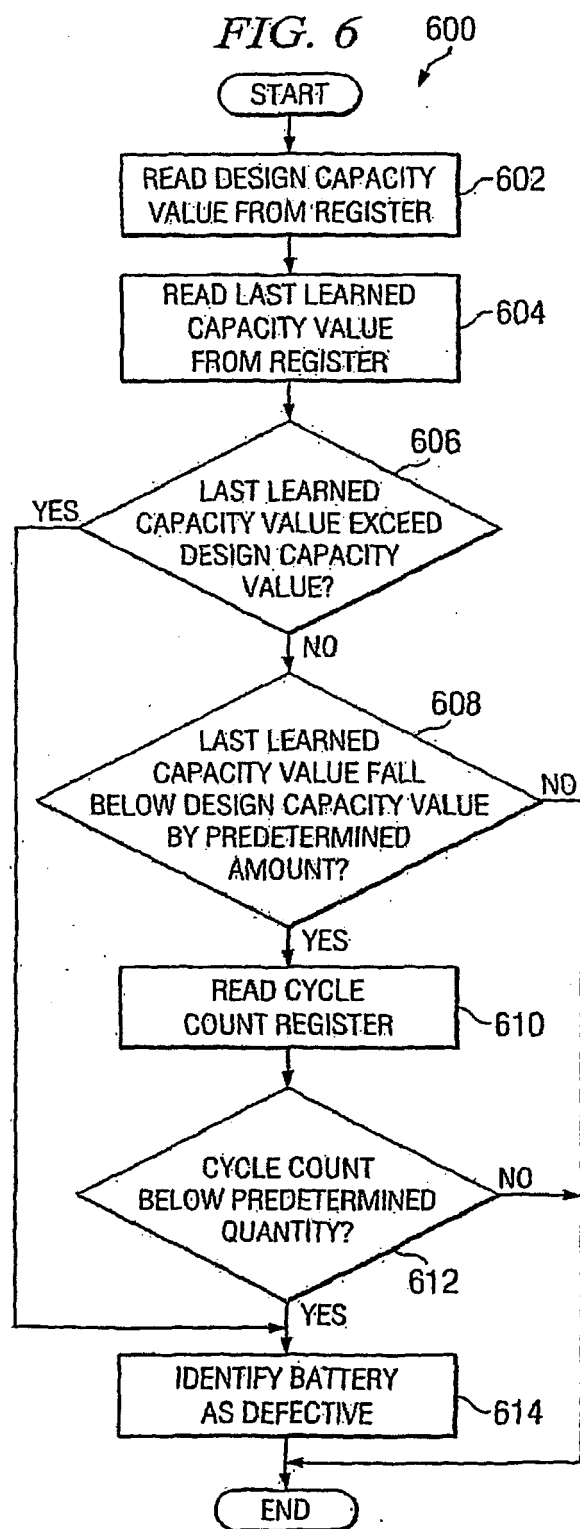 FIG. 6
600
START
READ DESIGN CAPACITY
VALUE FROM REGISTER
602
READ LAST LEARNED
CAPACITY VALUE
FROM REGISTER
604
606
YES
LAST LEARNED
CAPACITY VALUE EXCEED
DESIGN CAPACITY
VALUE?
NO
608
LAST LEARNED
CAPACITY VALUE FALL
BELOW DESIGN CAPACITY VALUE
BY PREDETERMINED
AMOUNT?
NO
YES
READ CYCLE
COUNT REGISTER
610
CYCLE COUNT
BELOW PREDETERMINED
QUANTITY?
NO
612
YES
IDENTIFY BATTERY
AS DEFECTIVE
614
END